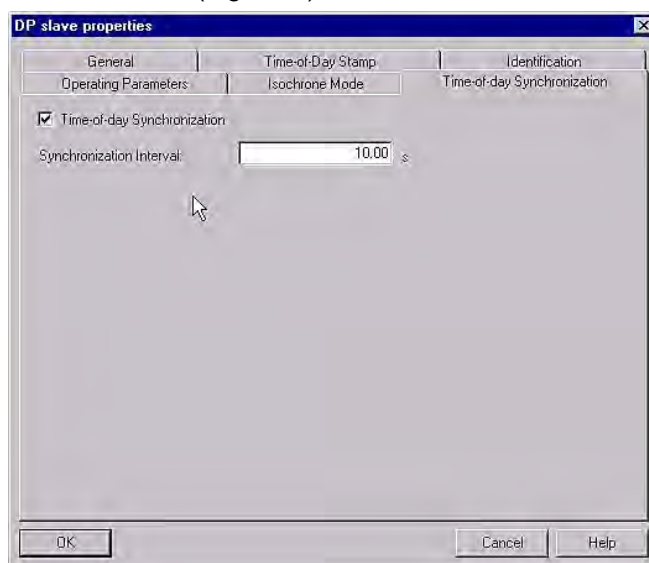 DP slave properties
General
Time-of-Day Stamp
Identification
Operating Parameters
Isochrone Mode
Time-of-day Synchronization
Time-of-day Synchronization
Synchronization Interval:
10.00 s
OK
Cancel
Help